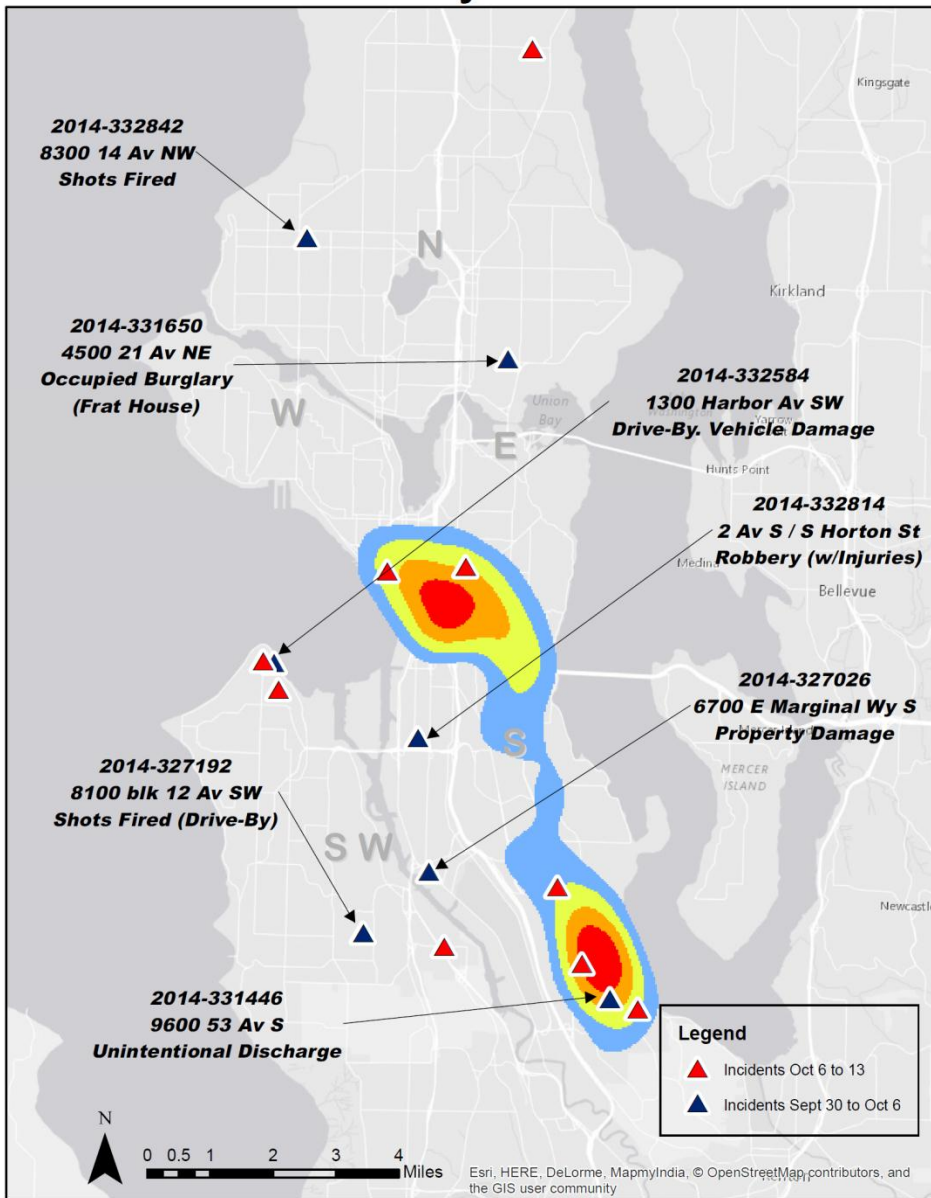 Kingsgate
2014-332842
8300 14 Av NW
Shots Fired
N
Kirkland
2014-331650
4500 21 Av NE
Occupied Burglary
(Frat House)
2014-332584
1300 Harbor Av SW
Drive-By. Vehicle Damage
Union
Bay
Washington
Yarrow
W
E
Hunts Point
2014-332814
2 Av S / S Horton St
Robbery (w/Injuries)
Medina
Bellevue
2014-327026
6700 E Marginal Wy S
Property Damage
S
Mercer Island
MERCER
ISLAND
2014-327192
8100 blk 12 Av SW
Shots Fired (Drive-By)
S W
Newcastle
2014-331446
9600 53 Av S
Unintentional Discharge
Legend
Incidents Oct 6 to 13
Incidents Sept 30 to Oct 6
N
0 0.5 1 2 3 4
Miles
Esri, HERE, DeLorme, MapmyIndia, © OpenStreetMap contributors, and
the GIS user community